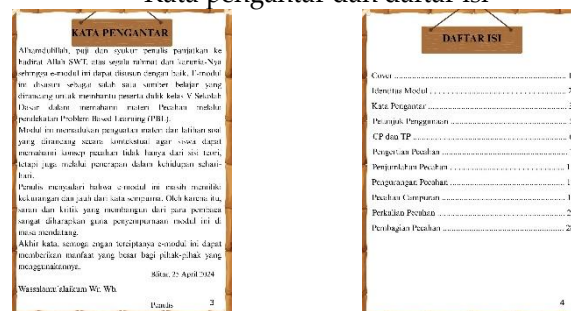 Kata pengantar dan daftar isi
KATA PENGANTAR
Alhamdulillah, puji dan syukur penulis panjatkan ke
hadirat Allah SWT. atas segala rahmat dan karunia-Nya
sehingga e-modul ini dapat disusun dengan baik. E-modul
ini disusun sebagai salah satu sumber belajar yang
dirancang untuk membantu peserta didik kelas V Sekolah
Dasar dalam memahami materi Pecahan melalui
pendekatan Problem Based Learning (PBL).
Modul ini memadukan penguatan materi dan latihan soal
yang dirancang secara kontekstual agar siswa dapat
memahami konsep pecahan tidak hanya dari sisi teori,
tetapi juga melalui penerapan dalam kehidupan sehari-
hari.
Penulis menyadari bahwa e-modul ini masih memiliki
kekurangan dan jauh dari kata sempurna. Oleh karena itu,
saran dan kritik yang membangun dari para pembaca
sangat diharapkan guna penyempurnaan modul ini di
masa mendatang.
Akhir kata, semoga engan terciptanya e-modul ini dapat
memberikan manfaat yang besar bagi pihak-pihak yang
menggunakannya.
Blitar, 25 April 2024
Wassalamu'alaikum Wr. Wb.
Penulis
3
DAFTAR ISI
Cover
Identitas Modul
Kata Pengantar
Petunjuk Penggunaan
CP dan TP
Pengertian Pecahan
Penjumlahan Pecahan
Pengurangan Pecahan
Pecahan Campuran
Perkalian Pecahan
Pembagian Pecahan
4